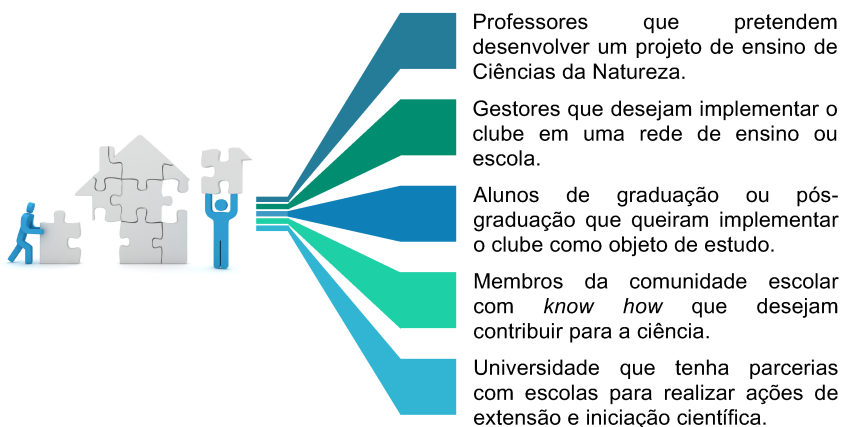 Professores que pretendem
desenvolver um projeto de ensino de
Ciências da Natureza.
Gestores que desejam implementar o
clube em uma rede de ensino ou
escola.
Alunos de graduação ou pós-
graduação que queiram implementar
o clube como objeto de estudo.
Membros da comunidade escolar
com know how que desejam
contribuir para a ciência.
Universidade que tenha parcerias
com escolas para realizar ações de
extensão e iniciação científica.